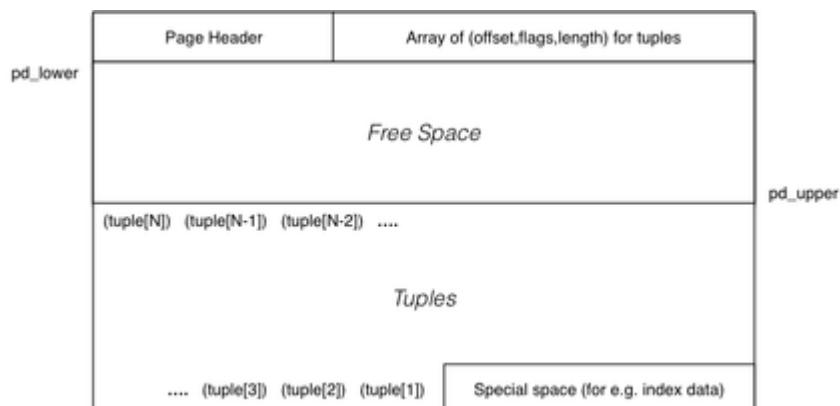 Page Header
Array of (offset,flags,length) for tuples
pd_lower
Free Space
pd_upper
(tuple[N]) (tuple[N-1]) (tuple[N-2]) ....
Tuples
.... (tuple[3]) (tuple[2]) (tuple[1])
Special space (for e.g. index data)